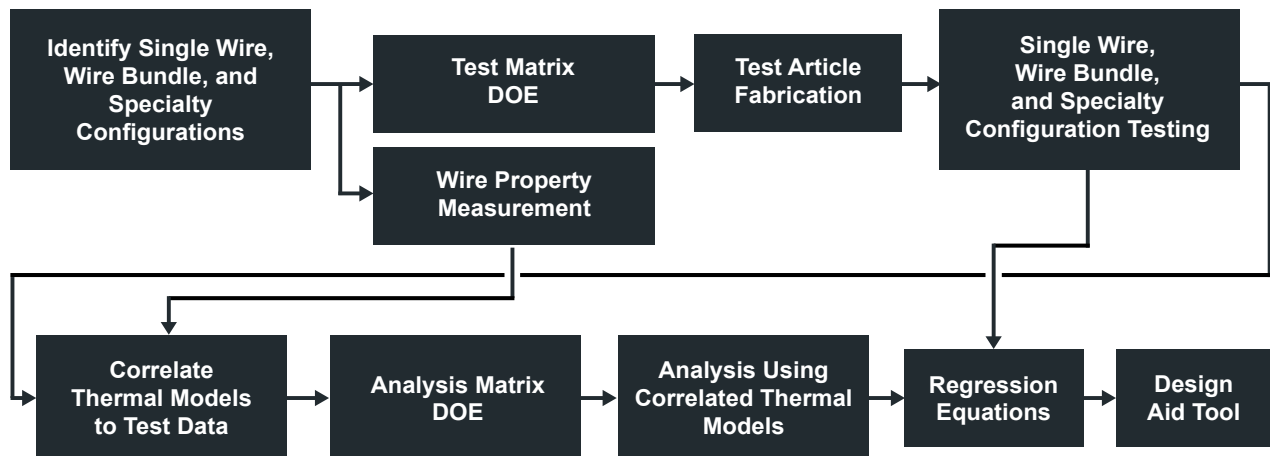 Identify Single Wire,
Wire Bundle, and
Specialty
Configurations
Test Matrix
DOE
Test Article
Fabrication
Single Wire,
Wire Bundle,
and Specialty
Configuration Testing
Wire Property
Measurement
Correlate
Thermal Models
to Test Data
Analysis Matrix
DOE
Analysis Using
Correlated Thermal
Models
Regression
Equations
Design
Aid Tool